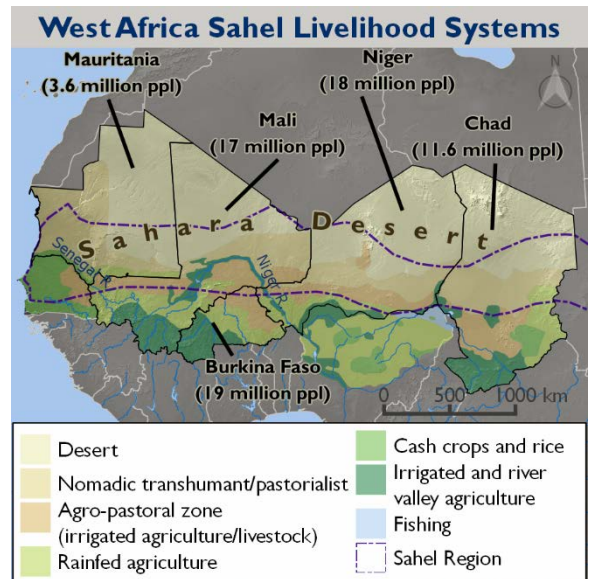 West Africa Sahel Livelihood Systems
Mauritania
(3.6 million ppl)
Niger
(18 million ppl)
N
Mali
(17 million ppl)
Chad
(11.6 million ppl)
Sahara Desert
Senegal R.
Niger R.
Burkina Faso
(19 million ppl)
0 500 1000 km
Desert
Nomadic transhumant/pastorialist
Agro-pastoral zone
(irrigated agriculture/livestock)
Rainfed agriculture
Cash crops and rice
Irrigated and river
valley agriculture
Fishing
Sahel Region